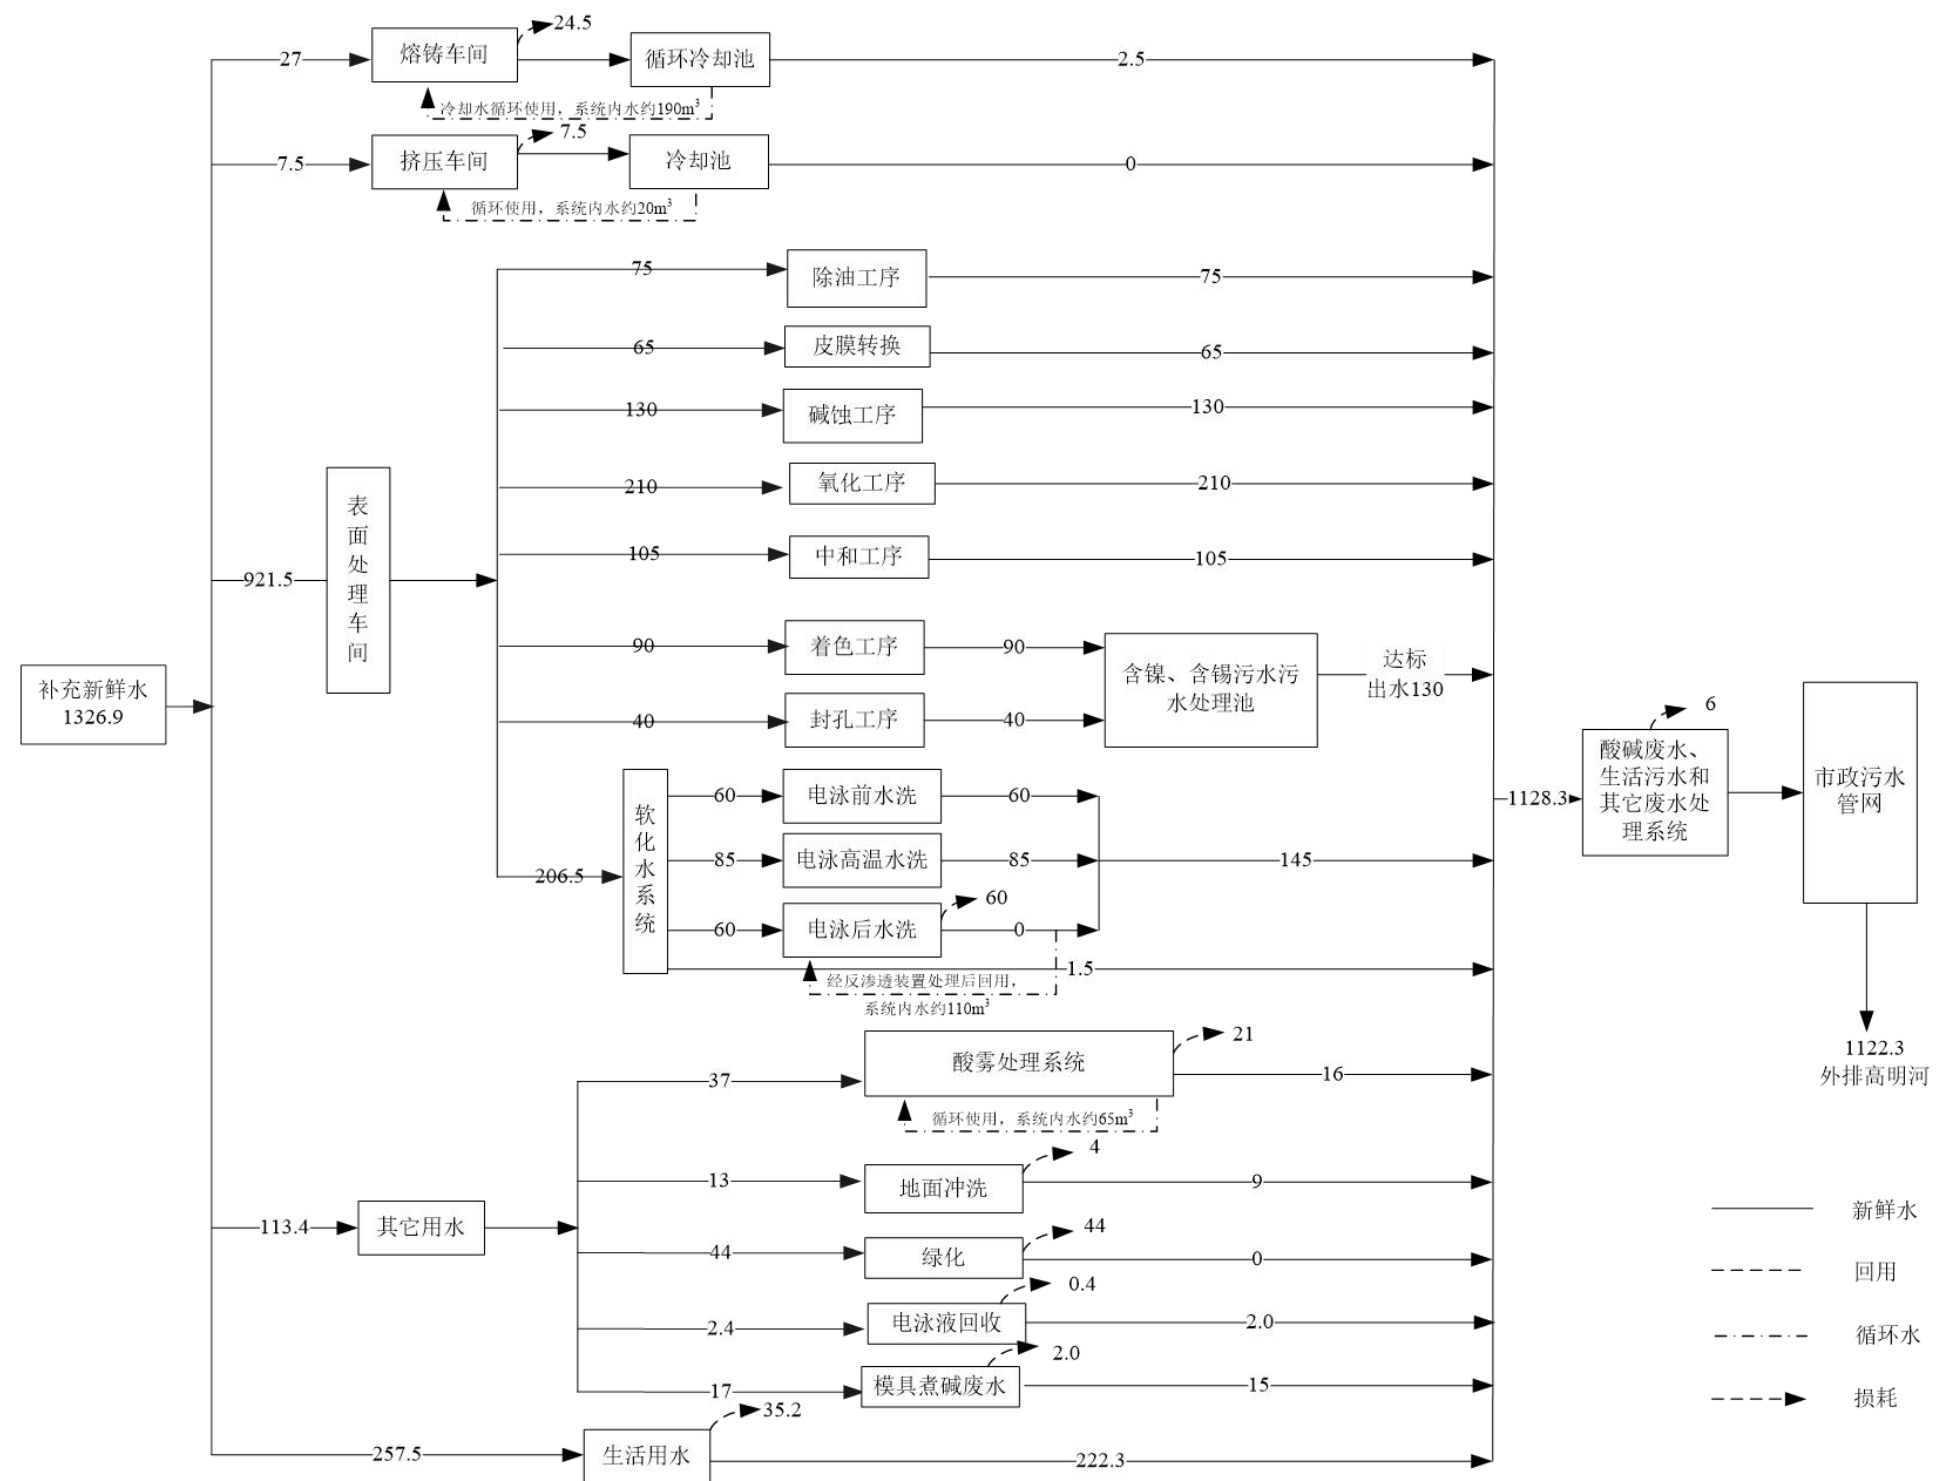 24.5
27
熔铸车间
循环冷却池
2.5
冷却水循环使用，系统内水约190m³
7.5
7.5
挤压车间
冷却池
0
循环使用，系统内水约20m³
75
除油工序
75
65
皮膜转换
65
130
碱蚀工序
130
210
氧化工序
210
105
中和工序
105
921.5
表面处理车间
90
着色工序
90
含镍、含锡污水污
水处理池
达标
出水130
40
封孔工序
40
补充新鲜水
1326.9
206.5
软化水系统
60
电泳前水洗
60
85
电泳高温水洗
85
145
60
电泳后水洗
60
0
1.5
经反渗透装置处理后回用，
系统内水约110m³
1128.3
6
酸碱废水、
生活污水和
其它废水处
理系统
市政污水
管网
1122.3
外排高明河
113.4
其它用水
37
酸雾处理系统
21
16
循环使用，系统内水约65m³
13
地面冲洗
4
9
44
绿化
44
0
2.4
电泳液回收
0.4
2.0
17
模具煮碱废水
2.0
15
257.5
生活用水
35.2
222.3
新鲜水
回用
循环水
损耗